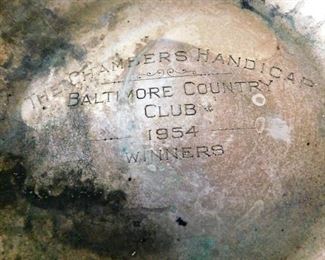 THE CHAMBERS HANDICAP
BALTIMORE COUNTRY
CLUB
1954
WINNERS